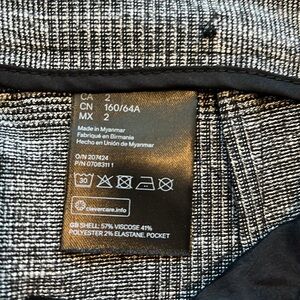 2
CN 160/64A
MX 2
Made in Myanmar
Fabriqué en Birmanie
Hecho en Unión de Myanmar
O/N 207424
P/N 0708311 1
30
clevercare.info
GB SHELL: 57% VISCOSE 41%
POLYESTER 2% ELASTANE. POCKET